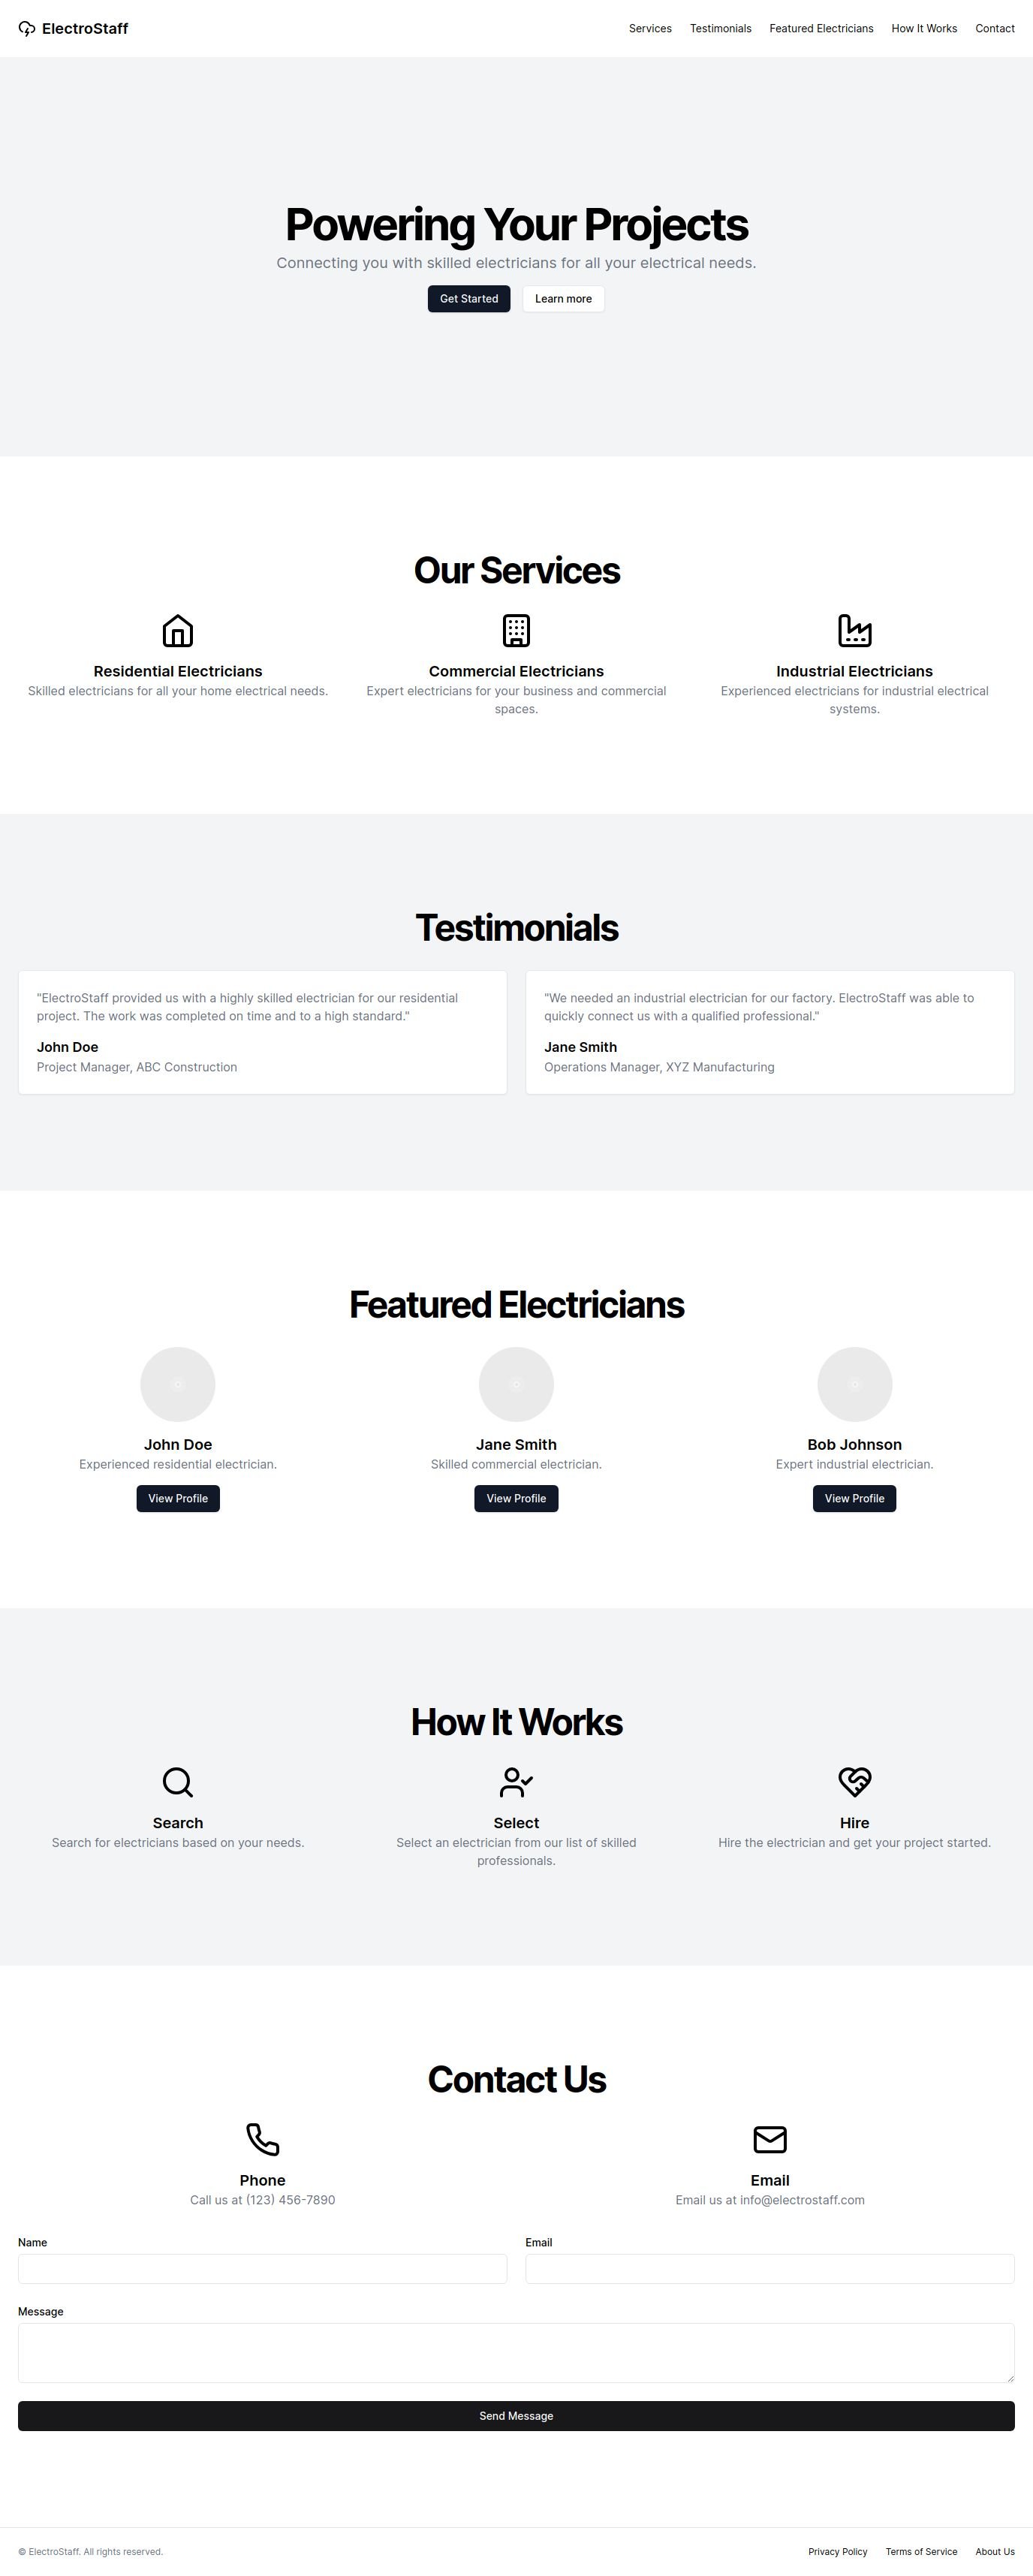 ElectroStaff
Services Testimonials Featured Electricians How It Works Contact
Powering Your Projects
Connecting you with skilled electricians for all your electrical needs.
Get Started Learn more
Our Services
Residential Electricians
Skilled electricians for all your home electrical needs.
Commercial Electricians
Expert electricians for your business and commercial
spaces.
Industrial Electricians
Experienced electricians for industrial electrical
systems.
Testimonials
"ElectroStaff provided us with a highly skilled electrician for our residential
project. The work was completed on time and to a high standard."
John Doe
Project Manager, ABC Construction
"We needed an industrial electrician for our factory. ElectroStaff was able to
quickly connect us with a qualified professional."
Jane Smith
Operations Manager, XYZ Manufacturing
Featured Electricians
John Doe
Experienced residential electrician.
View Profile
Jane Smith
Skilled commercial electrician.
View Profile
Bob Johnson
Expert industrial electrician.
View Profile
How It Works
Search
Search for electricians based on your needs.
Select
Select an electrician from our list of skilled
professionals.
Hire
Hire the electrician and get your project started.
Contact Us
Phone
Call us at (123) 456-7890
Email
Email us at info@electrostaff.com
Name
Email
Message
Send Message
© ElectroStaff. All rights reserved.
Privacy Policy Terms of Service About Us